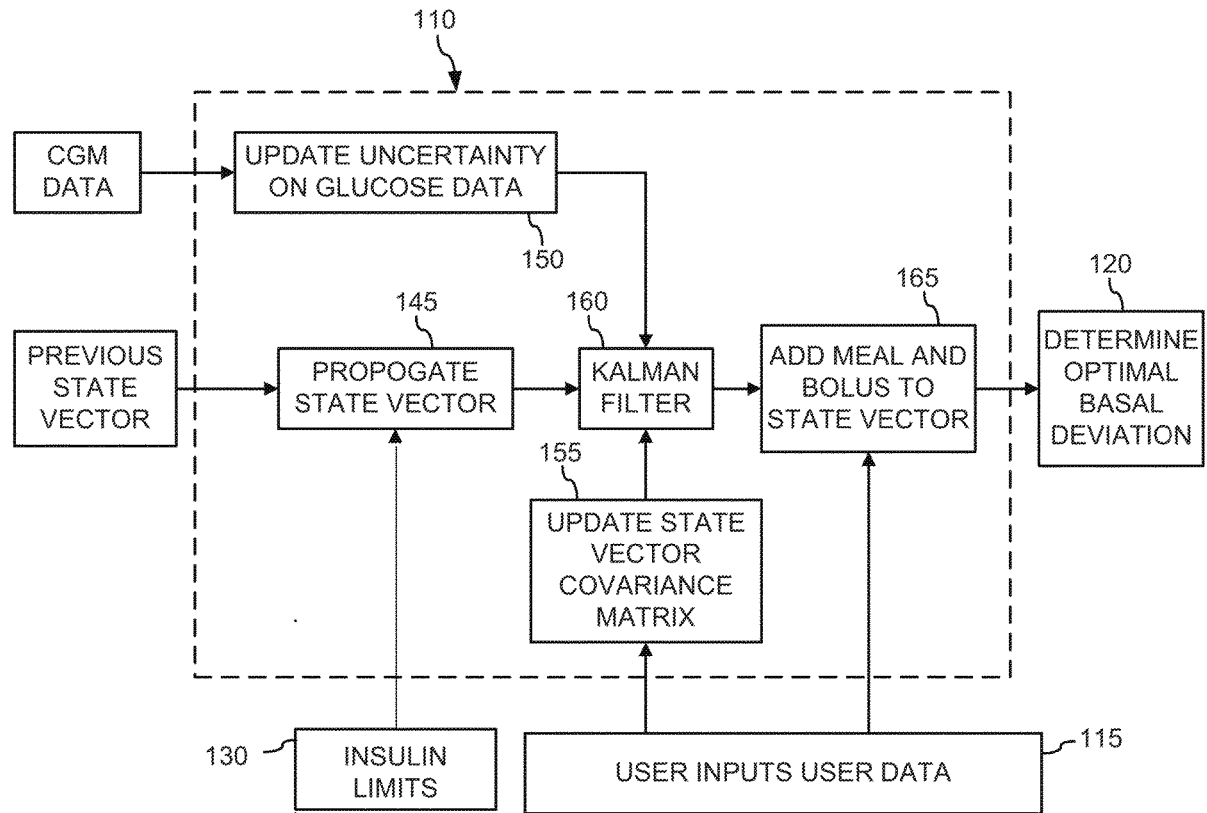 110
CGM
DATA
UPDATE UNCERTAINTY
ON GLUCOSE DATA
150
PREVIOUS
STATE
VECTOR
145
PROPOGATE
STATE VECTOR
160
KALMAN
FILTER
165
ADD MEAL AND
BOLUS TO
STATE VECTOR
120
DETERMINE
OPTIMAL
BASAL
DEVIATION
155
UPDATE STATE
VECTOR
COVARIANCE
MATRIX
130
INSULIN
LIMITS
USER INPUTS USER DATA
115